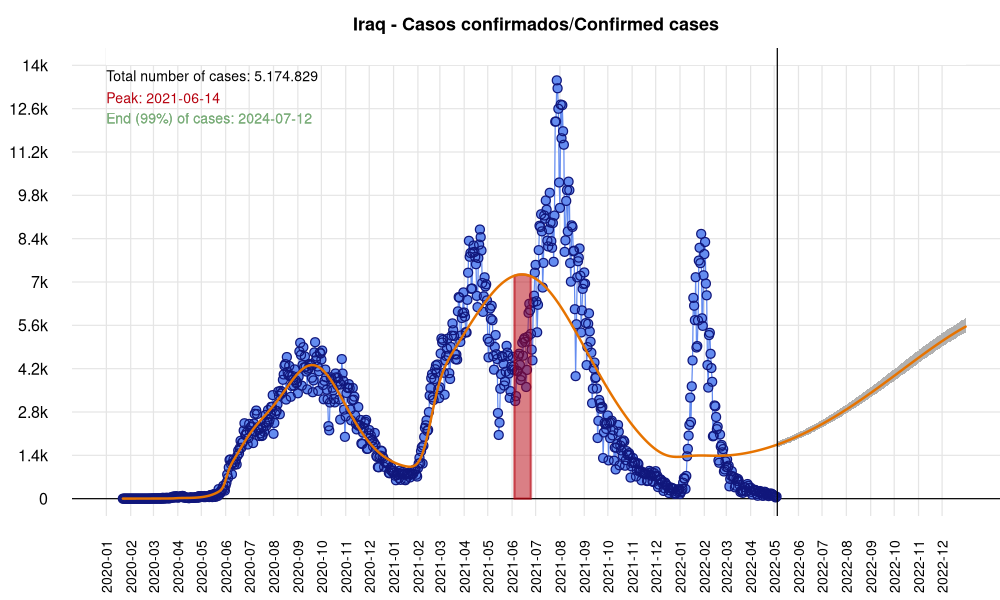 Iraq - Casos confirmados/Confirmed cases
Total number of cases: 5.174.829
Peak: 2021-06-14
End (99%) of cases: 2024-07-12
14k
12.6k
11.2k
9.8k
8.4k
7k
5.6k
4.2k
2.8k
1.4k
0
2020-01
2020-02
2020-03
2020-04
2020-05
2020-06
2020-07
2020-08
2020-09
2020-10
2020-11
2020-12
2021-01
2021-02
2021-03
2021-04
2021-05
2021-06
2021-07
2021-08
2021-09
2021-10
2021-11
2021-12
2022-01
2022-02
2022-03
2022-04
2022-05
2022-06
2022-07
2022-08
2022-09
2022-10
2022-11
2022-12